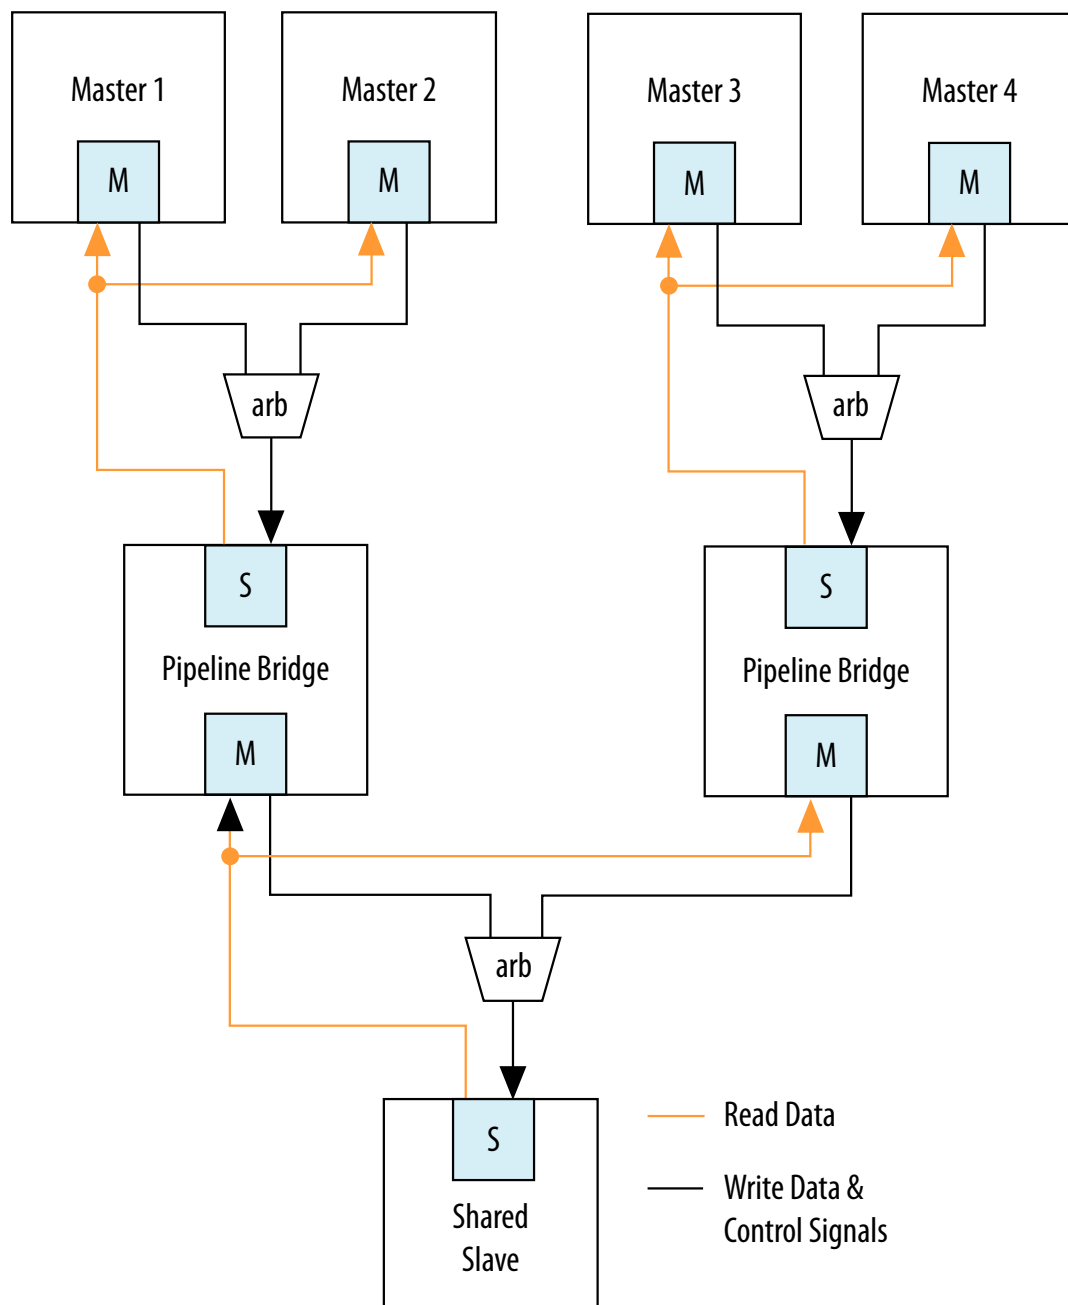 Master 1
Master 2
Master 3
Master 4
M
M
M
M
arb
arb
S
S
Pipeline Bridge
Pipeline Bridge
M
M
arb
S
Shared
Slave
Read Data
Write Data &
Control Signals